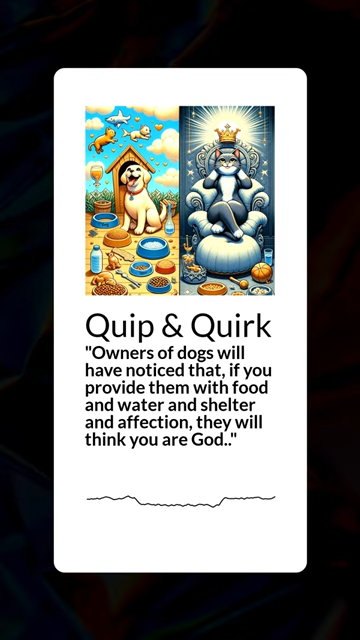 Quip & Quirk
"Owners of dogs will
have noticed that, if you
provide them with food
and water and shelter
and affection, they will
think you are God.."